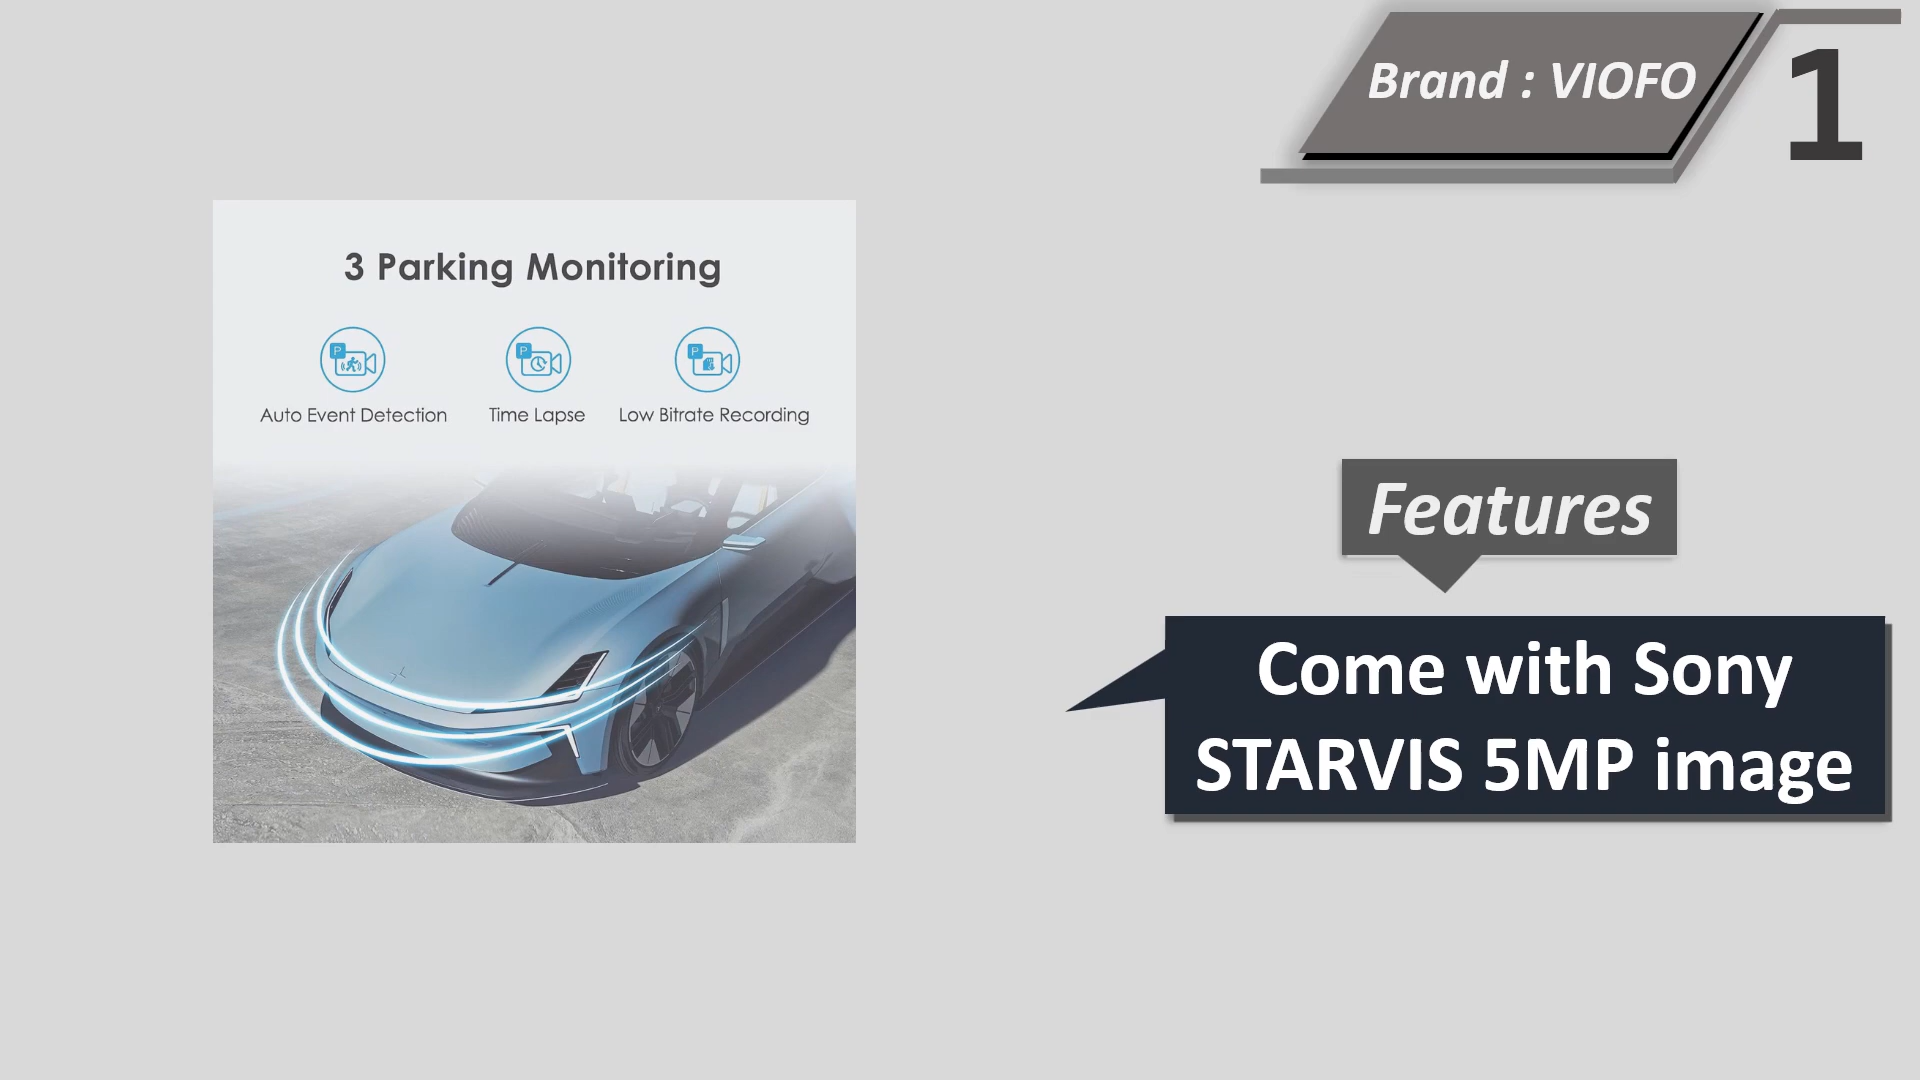 Brand : VIOFO
1
3 Parking Monitoring
P
P
P
Auto Event Detection
Time Lapse
Low Bitrate Recording
Features
Come with Sony
STARVIS 5MP image